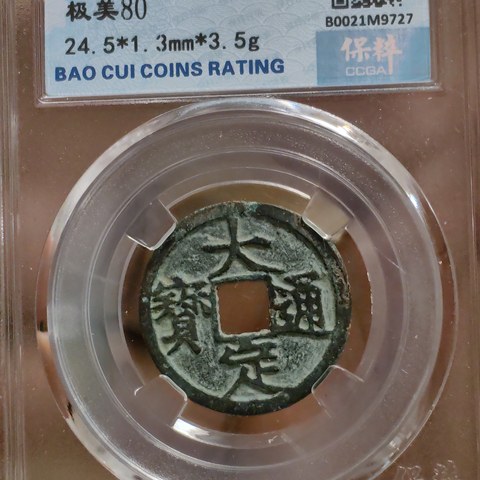 极美80
24.5*1.3mm*3.5g
BAO CUI COINS RATING
B0021M9727
保粹
CCGA
大定通寶